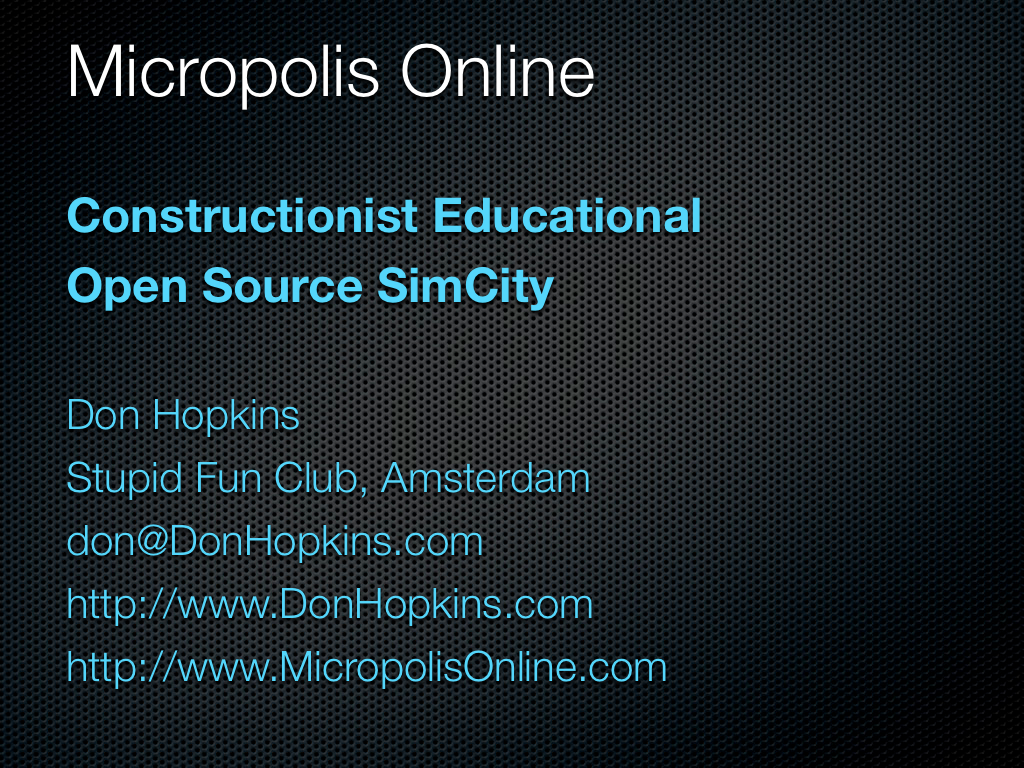 Micropolis Online
Constructionist Educational
Open Source SimCity
Don Hopkins
Stupid Fun Club, Amsterdam
don@DonHopkins.com
http://www.DonHopkins.com
http://www.MicropolisOnline.com